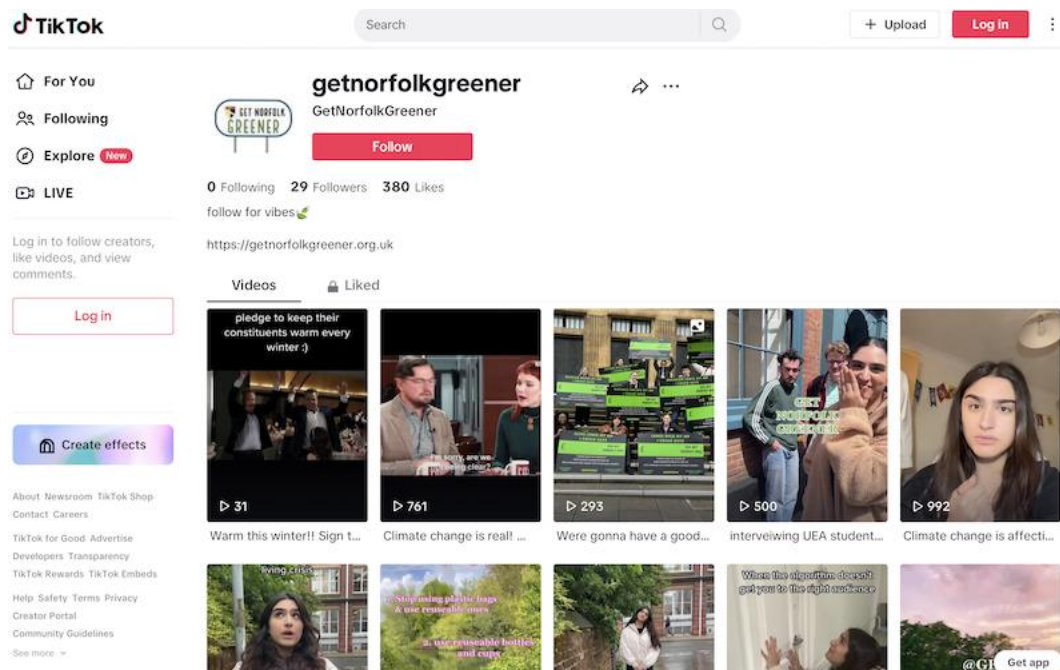 TikTok
Search
+ Upload
Log in
For You
Following
Explore New
LIVE
Log in to follow creators,
like videos, and view
comments.
Log in
Create effects
About Newsroom TikTok Shop
Contact Careers
TikTok for Good Advertise
Developers Transparency
TikTok Rewards TikTok Embeds
Help Safety Terms Privacy
Creator Portal
Community Guidelines
See more
GET NORFOLK
GREENER
getnorfolkgreener
GetNorfolkGreener
Follow
0 Following 29 Followers 380 Likes
follow for vibes
https://getnorfolkgreener.org.uk
Videos
Liked
pledge to keep their
constituents warm every
winter :)
31
Warm this winter!! Sign t...
I'm sorry, are we
clear?
761
Climate change is real! ...
293
Were gonna have a good...
GET
NORFOLK
GREENER
500
interveiwing UEA student...
992
Climate change is affecti...
living crisis
1. Stop using plastic bags
& use reuseable ones
2. use reuseable bottles
and cups
When the algorithm doesn't
get you to the right audience
Get app